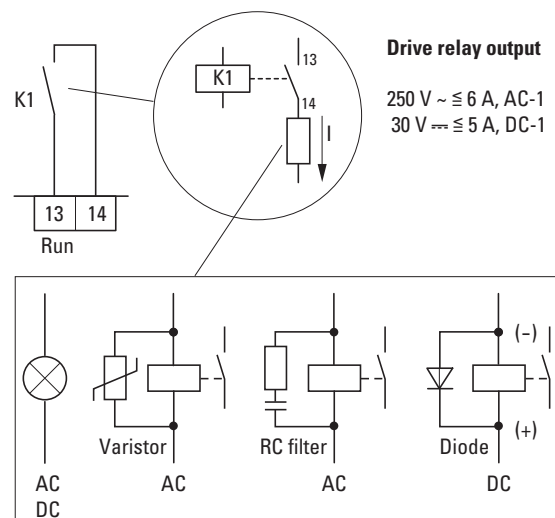 Drive relay output
13
K1
K1
14
I
250 V ~ ≦ 6 A, AC-1
30 V ⎓ ≦ 5 A, DC-1
13 14
Run
(–)
(+)
Varistor RC filter Diode
AC AC AC DC
DC